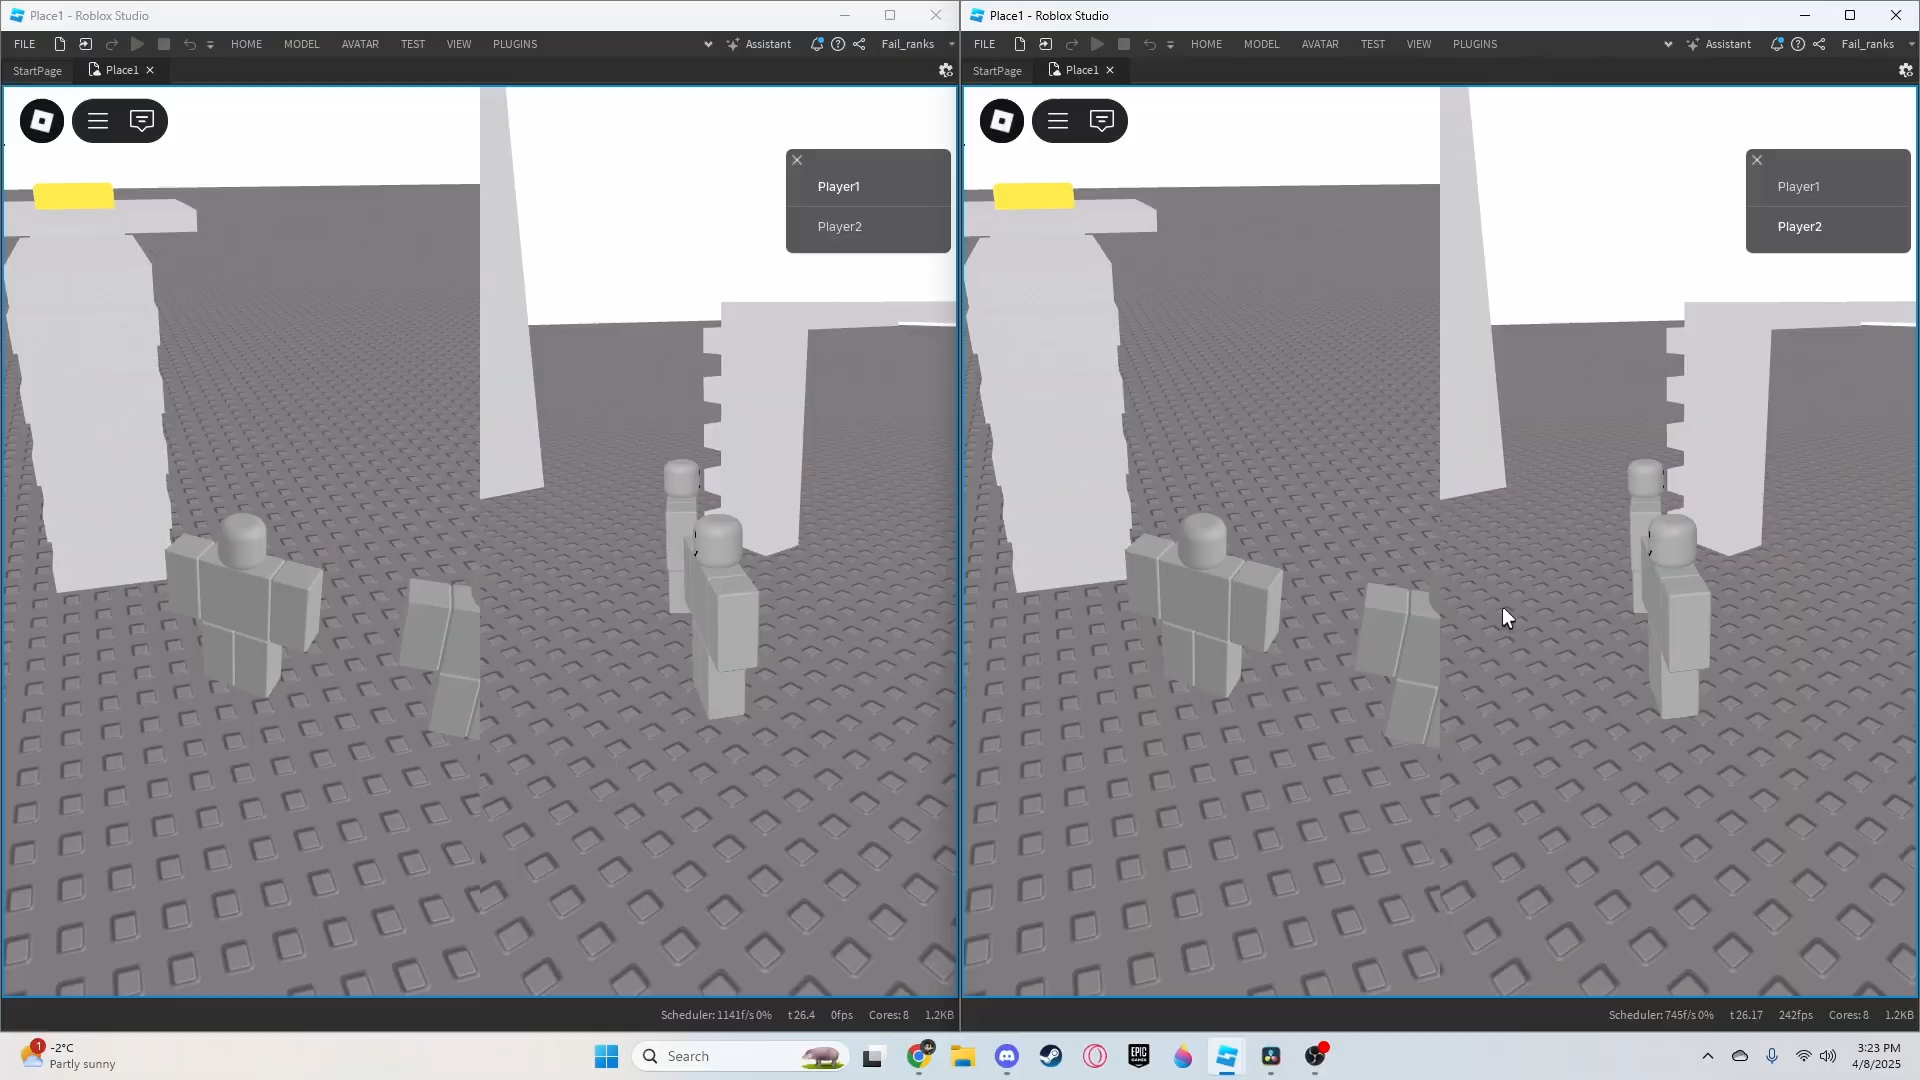 Place1 - Roblox Studio
FILE HOME MODEL AVATAR TEST VIEW PLUGINS Assistant Fail_ranks
StartPage Place1
Player1
Player2
Scheduler: 1141f/s 0% t 26.4 0fps Cores: 8 1.2KB
Place1 - Roblox Studio
FILE HOME MODEL AVATAR TEST VIEW PLUGINS Assistant Fail_ranks
StartPage Place1
Player1
Player2
Scheduler: 745f/s 0% t 26.17 242fps Cores: 8 1.2KB
1
-2°C
Partly sunny
Search
EPIC
GAMES
3:23 PM
4/8/2025